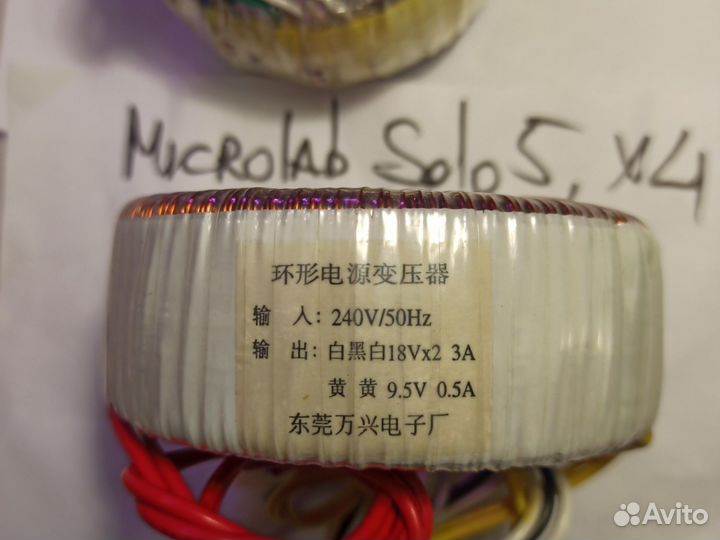 Microlab Solo 5, x4
环形电源变压器
输 入: 240V/50Hz
输 出: 白黑白18Vx2 3A
黄 黄 9.5V 0.5A
东莞万兴电子厂
Avito